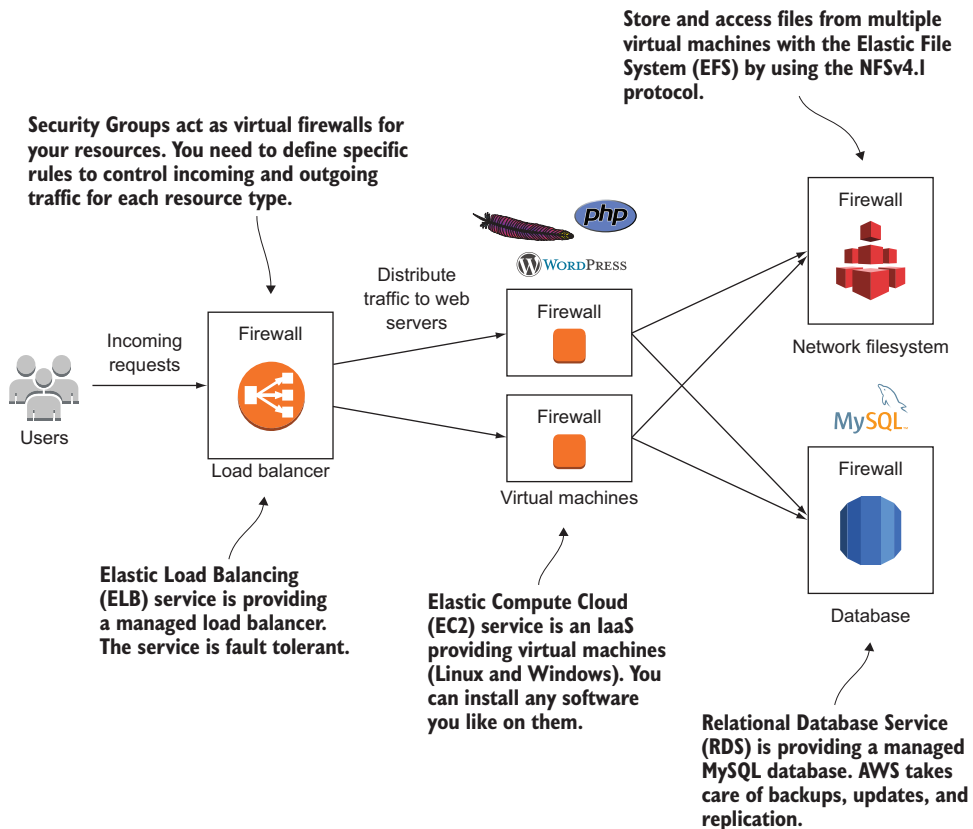 Store and access files from multiple
virtual machines with the Elastic File
System (EFS) by using the NFSv4.1
protocol.
Security Groups act as virtual firewalls for
your resources. You need to define specific
rules to control incoming and outgoing
traffic for each resource type.
php
WORDPRESS
Distribute
traffic to web
servers
Incoming
requests
Users
Firewall
Load balancer
Firewall
Firewall
Virtual machines
Firewall
Network filesystem
MySQL
Firewall
Database
Elastic Load Balancing
(ELB) service is providing
a managed load balancer.
The service is fault tolerant.
Elastic Compute Cloud
(EC2) service is an IaaS
providing virtual machines
(Linux and Windows). You
can install any software
you like on them.
Relational Database Service
(RDS) is providing a managed
MySQL database. AWS takes
care of backups, updates, and
replication.